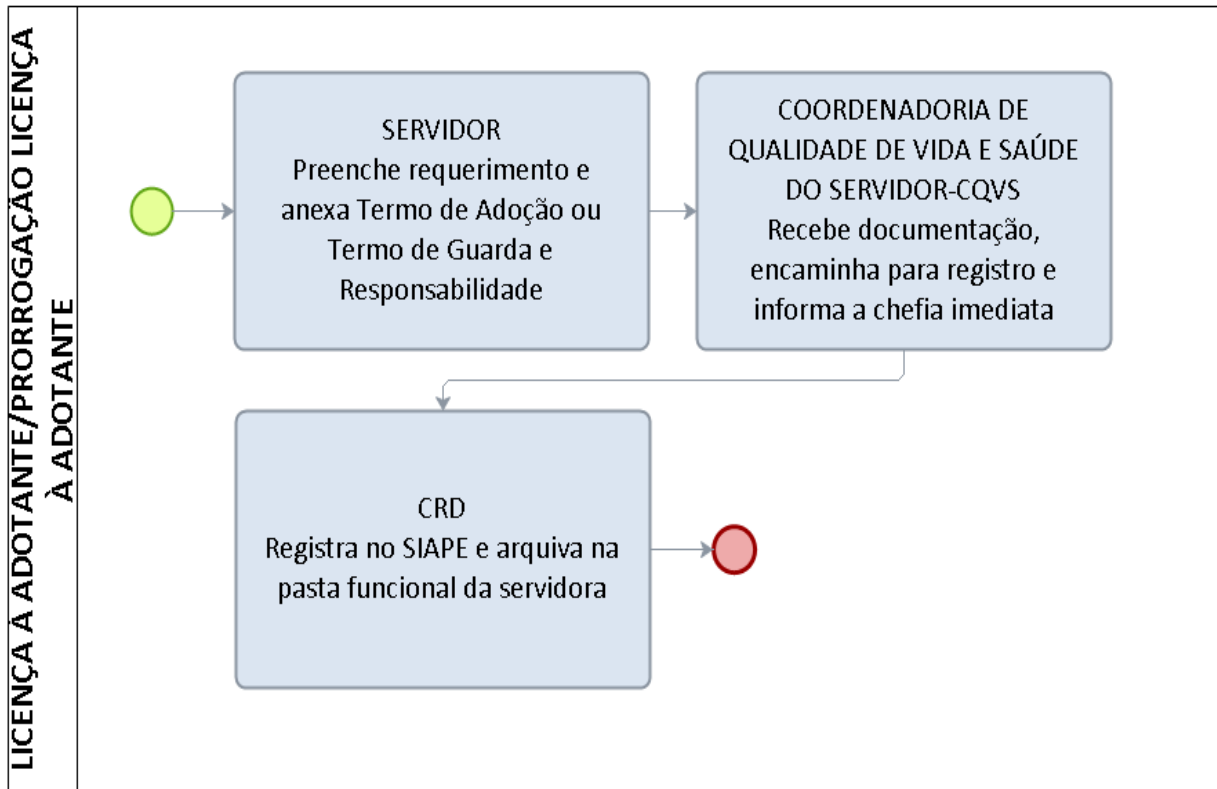 LICENÇA À ADOTANTE/PRORROGAÇÃO LICENÇA
À ADOTANTE
SERVIDOR
Preenche requerimento e
anexa Termo de Adoção ou
Termo de Guarda e
Responsabilidade
COORDENADORIA DE
QUALIDADE DE VIDA E SAÚDE
DO SERVIDOR-CQVS
Recebe documentação,
encaminha para registro e
informa a chefia imediata
CRD
Registra no SIAPE e arquiva na
pasta funcional da servidora